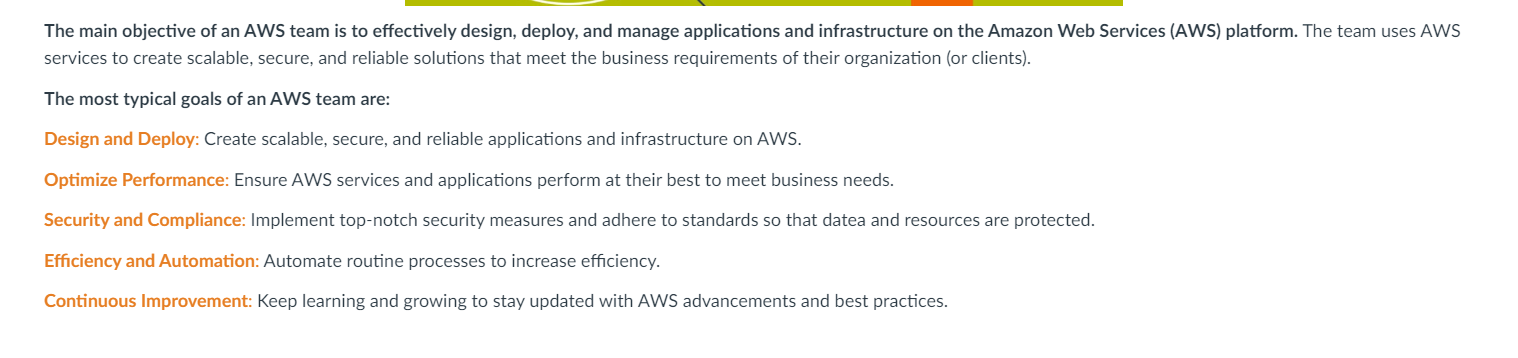 The main objective of an AWS team is to effectively design, deploy, and manage applications and infrastructure on the Amazon Web Services (AWS) platform. The team uses AWS
services to create scalable, secure, and reliable solutions that meet the business requirements of their organization (or clients).
The most typical goals of an AWS team are:
Design and Deploy: Create scalable, secure, and reliable applications and infrastructure on AWS.
Optimize Performance: Ensure AWS services and applications perform at their best to meet business needs.
Security and Compliance: Implement top-notch security measures and adhere to standards so that datea and resources are protected.
Efficiency and Automation: Automate routine processes to increase efficiency.
Continuous Improvement: Keep learning and growing to stay updated with AWS advancements and best practices.